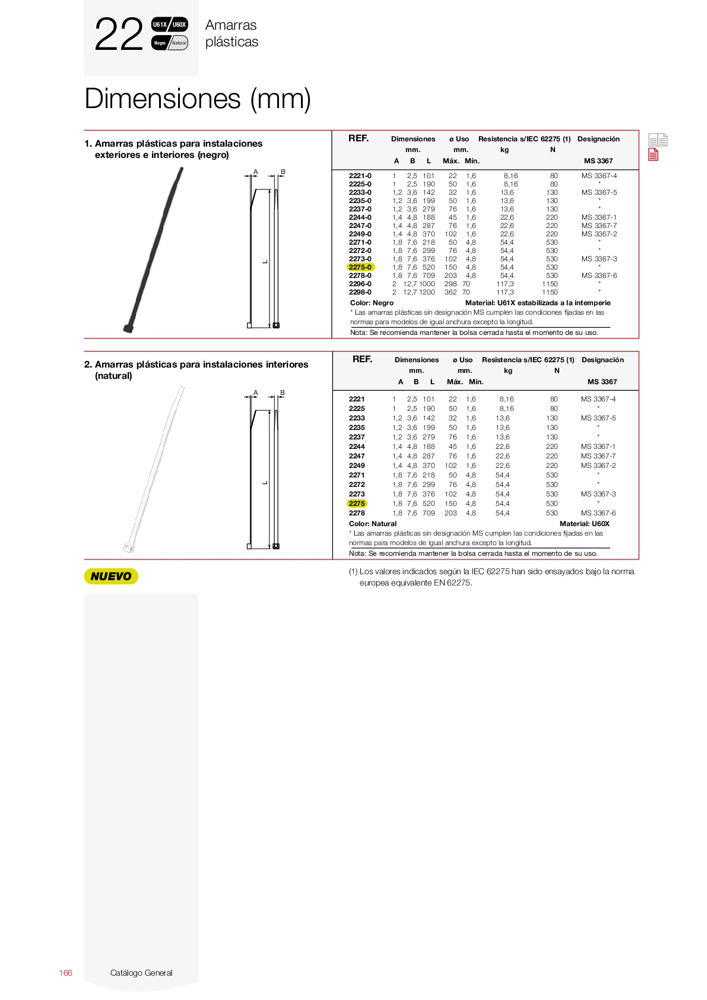 22
U61X U60X
Negro Natural
Amarras
plásticas
Dimensiones (mm)
1. Amarras plásticas para instalaciones
exteriores e interiores (negro)
A B
L
REF. Dimensiones ø Uso Resistencia s/IEC 62275 (1) Designación
mm. mm. kg N
A B L Máx. Mín. MS 3367
2221-0 1 2,5 101 22 1,6 8,16 80 MS 3367-4
2225-0 1 2,5 190 50 1,6 8,16 80 *
2233-0 1,2 3,6 142 32 1,6 13,6 130 MS 3367-5
2235-0 1,2 3,6 199 50 1,6 13,6 130 *
2237-0 1,2 3,6 279 76 1,6 13,6 130 *
2244-0 1,4 4,8 188 45 1,6 22,6 220 MS 3367-1
2247-0 1,4 4,8 287 76 1,6 22,6 220 MS 3367-7
2249-0 1,4 4,8 370 102 1,6 22,6 220 MS 3367-2
2271-0 1,8 7,6 218 50 4,8 54,4 530 *
2272-0 1,8 7,6 299 76 4,8 54,4 530 *
2273-0 1,8 7,6 376 102 4,8 54,4 530 MS 3367-3
2275-0 1,8 7,6 520 150 4,8 54,4 530 *
2278-0 1,8 7,6 709 203 4,8 54,4 530 MS 3367-6
2296-0 2 12,7 1000 298 70 117,3 1150 *
2298-0 2 12,7 1200 362 70 117,3 1150 *
Color: Negro Material: U61X estabilizada a la intemperie
* Las amarras plásticas sin designación MS cumplen las condiciones fijadas en las
normas para modelos de igual anchura excepto la longitud.
Nota: Se recomienda mantener la bolsa cerrada hasta el momento de su uso.
2. Amarras plásticas para instalaciones interiores
(natural)
A B
L
REF. Dimensiones ø Uso Resistencia s/IEC 62275 (1) Designación
mm. mm. kg N
A B L Máx. Mín. MS 3367
2221 1 2,5 101 22 1,6 8,16 80 MS 3367-4
2225 1 2,5 190 50 1,6 8,16 80 *
2233 1,2 3,6 142 32 1,6 13,6 130 MS 3367-5
2235 1,2 3,6 199 50 1,6 13,6 130 *
2237 1,2 3,6 279 76 1,6 13,6 130 *
2244 1,4 4,8 188 45 1,6 22,6 220 MS 3367-1
2247 1,4 4,8 287 76 1,6 22,6 220 MS 3367-7
2249 1,4 4,8 370 102 1,6 22,6 220 MS 3367-2
2271 1,8 7,6 218 50 4,8 54,4 530 *
2272 1,8 7,6 299 76 4,8 54,4 530 *
2273 1,8 7,6 376 102 4,8 54,4 530 MS 3367-3
2275 1,8 7,6 520 150 4,8 54,4 530 *
2278 1,8 7,6 709 203 4,8 54,4 530 MS 3367-6
Color: Natural Material: U60X
* Las amarras plásticas sin designación MS cumplen las condiciones fijadas en las
normas para modelos de igual anchura excepto la longitud.
Nota: Se recomienda mantener la bolsa cerrada hasta el momento de su uso.
NUEVO
(1) Los valores indicados según la IEC 62275 han sido ensayados bajo la norma
europea equivalente EN 62275.
166 Catálogo General